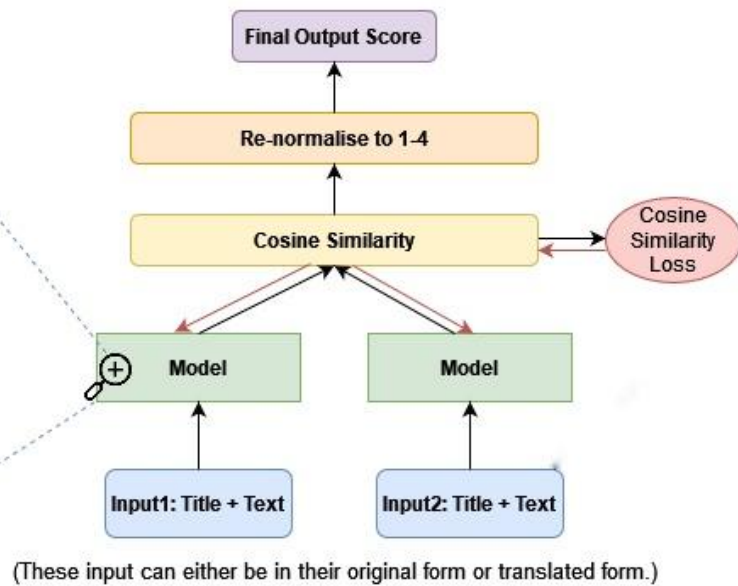 Final Output Score
Re-normalise to 1-4
Cosine Similarity
Cosine
Similarity
Loss
Model
Model
Input1: Title + Text
Input2: Title + Text
(These input can either be in their original form or translated form.)